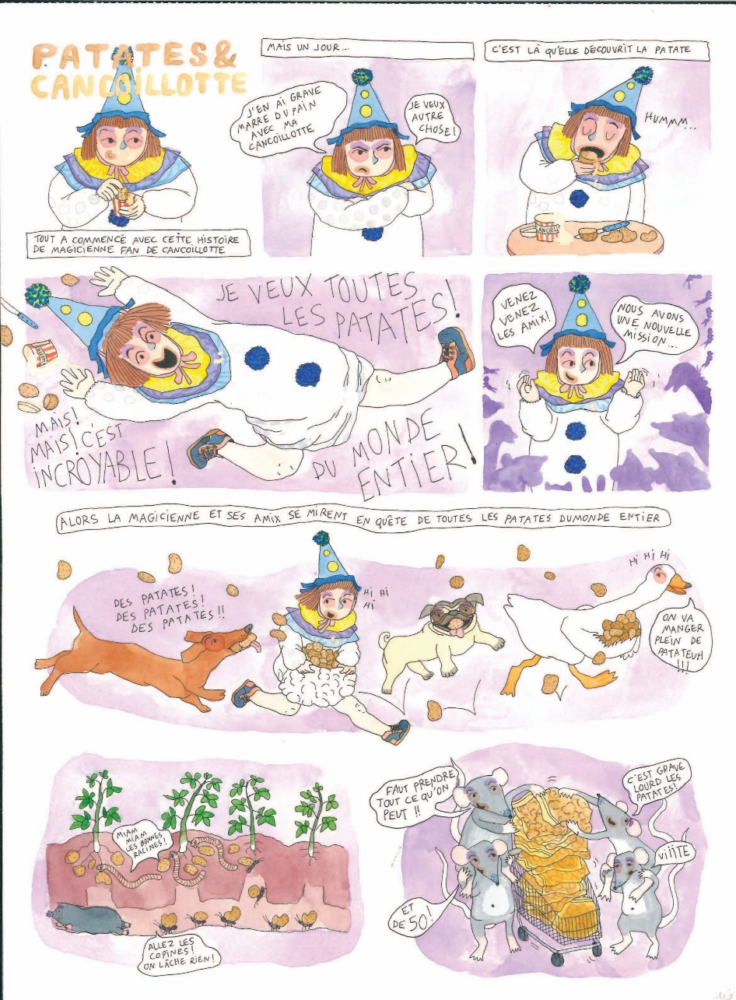 PATATES &
CANCOILLOTTE
TOUT A COMMENCÉ AVEC CETTE HISTOIRE
DE MAGICIENNE FAN DE CANCOILLOTTE
MAIS UN JOUR...
J'EN AI GRAVE
MARRE DU PAIN
AVEC MA
CANCOILLOTTE
JE VEUX
AUTRE
CHOSE !
C'EST LÀ QU'ELLE DÉCOUVRIT LA PATATE
HUMMM..
CANCOILL
MAIS !
MAIS ! C'EST
INCROYABLE !
JE VEUX TOUTES
LES PATATES !
DU MONDE
ENTIER !
VENEZ
VENEZ
LES AMIX !
NOUS AVONS
UNE NOUVELLE
MISSION...
ALORS LA MAGICIENNE ET SES AMIX SE MIRENT EN QUÊTE DE TOUTES LES PATATES DUMONDE ENTIER
DES PATATES !
DES PATATES !
DES PATATES !!
Hi Hi
Hi
Hi Hi Hi
ON VA
MANGER
PLEIN DE
PATATEUH
!!!
MIAM
MIAM
LES BONNES
RACINES !
ALLEZ LES
COPINES !
ON LÂCHE RIEN !
FAUT PRENDRE
TOUT CE QU'ON
PEUT !!
C'EST GRAVE
LOURD LES
PATATES !
ViiiTE
ET
DE 50 !